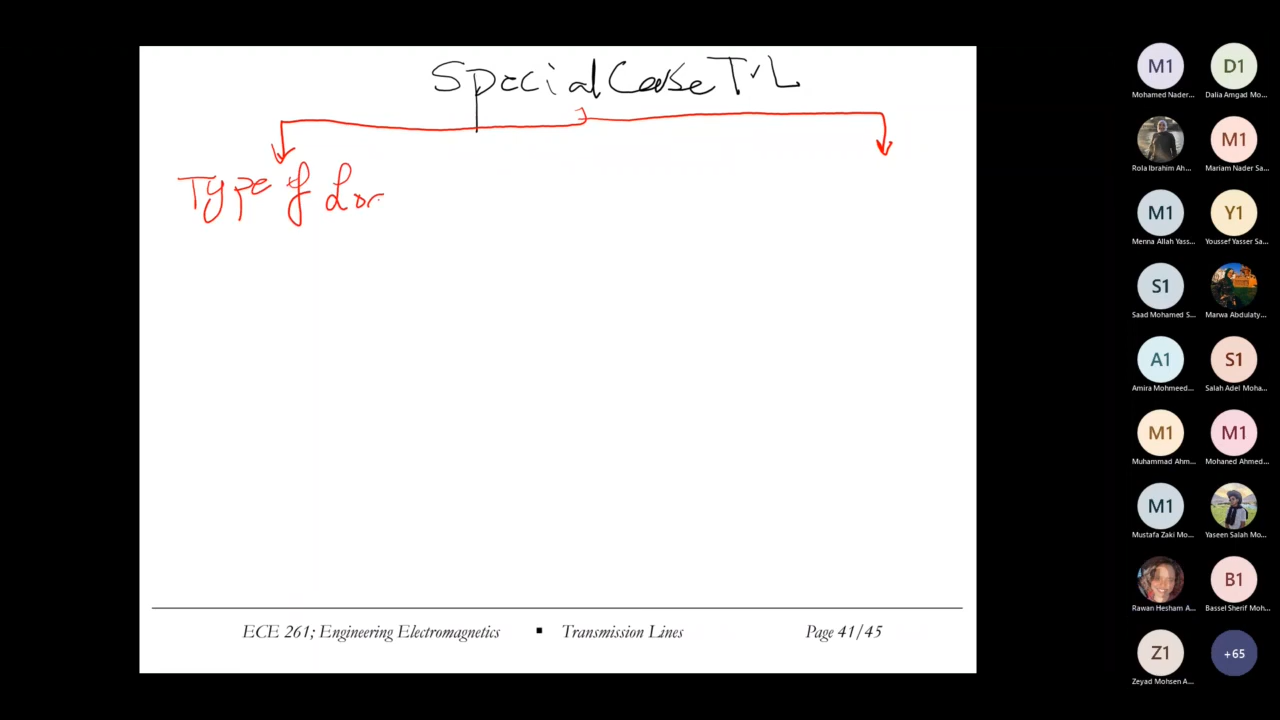 Special Case T.L
Type of Loa
ECE 261; Engineering Electromagnetics ▪ Transmission Lines Page 41/45
M1 D1
Mohamed Nader... Dalia Amgad Mo...
M1
Rola Ibrahim Ah... Mariam Nader Sa...
M1 Y1
Menna Allah Yass... Youssef Yasser Sa...
S1
Saad Mohamed S... Marwa Abdulaty...
A1 S1
Amira Mohmeed... Salah Adel Moha...
M1 M1
Muhammad Ahm... Mohaned Ahmed...
M1
Mustafa Zaki Mo... Yaseen Salah Mo...
B1
Rawan Hesham A... Bassel Sherif Moh...
Z1 +65
Zeyad Mohsen A...